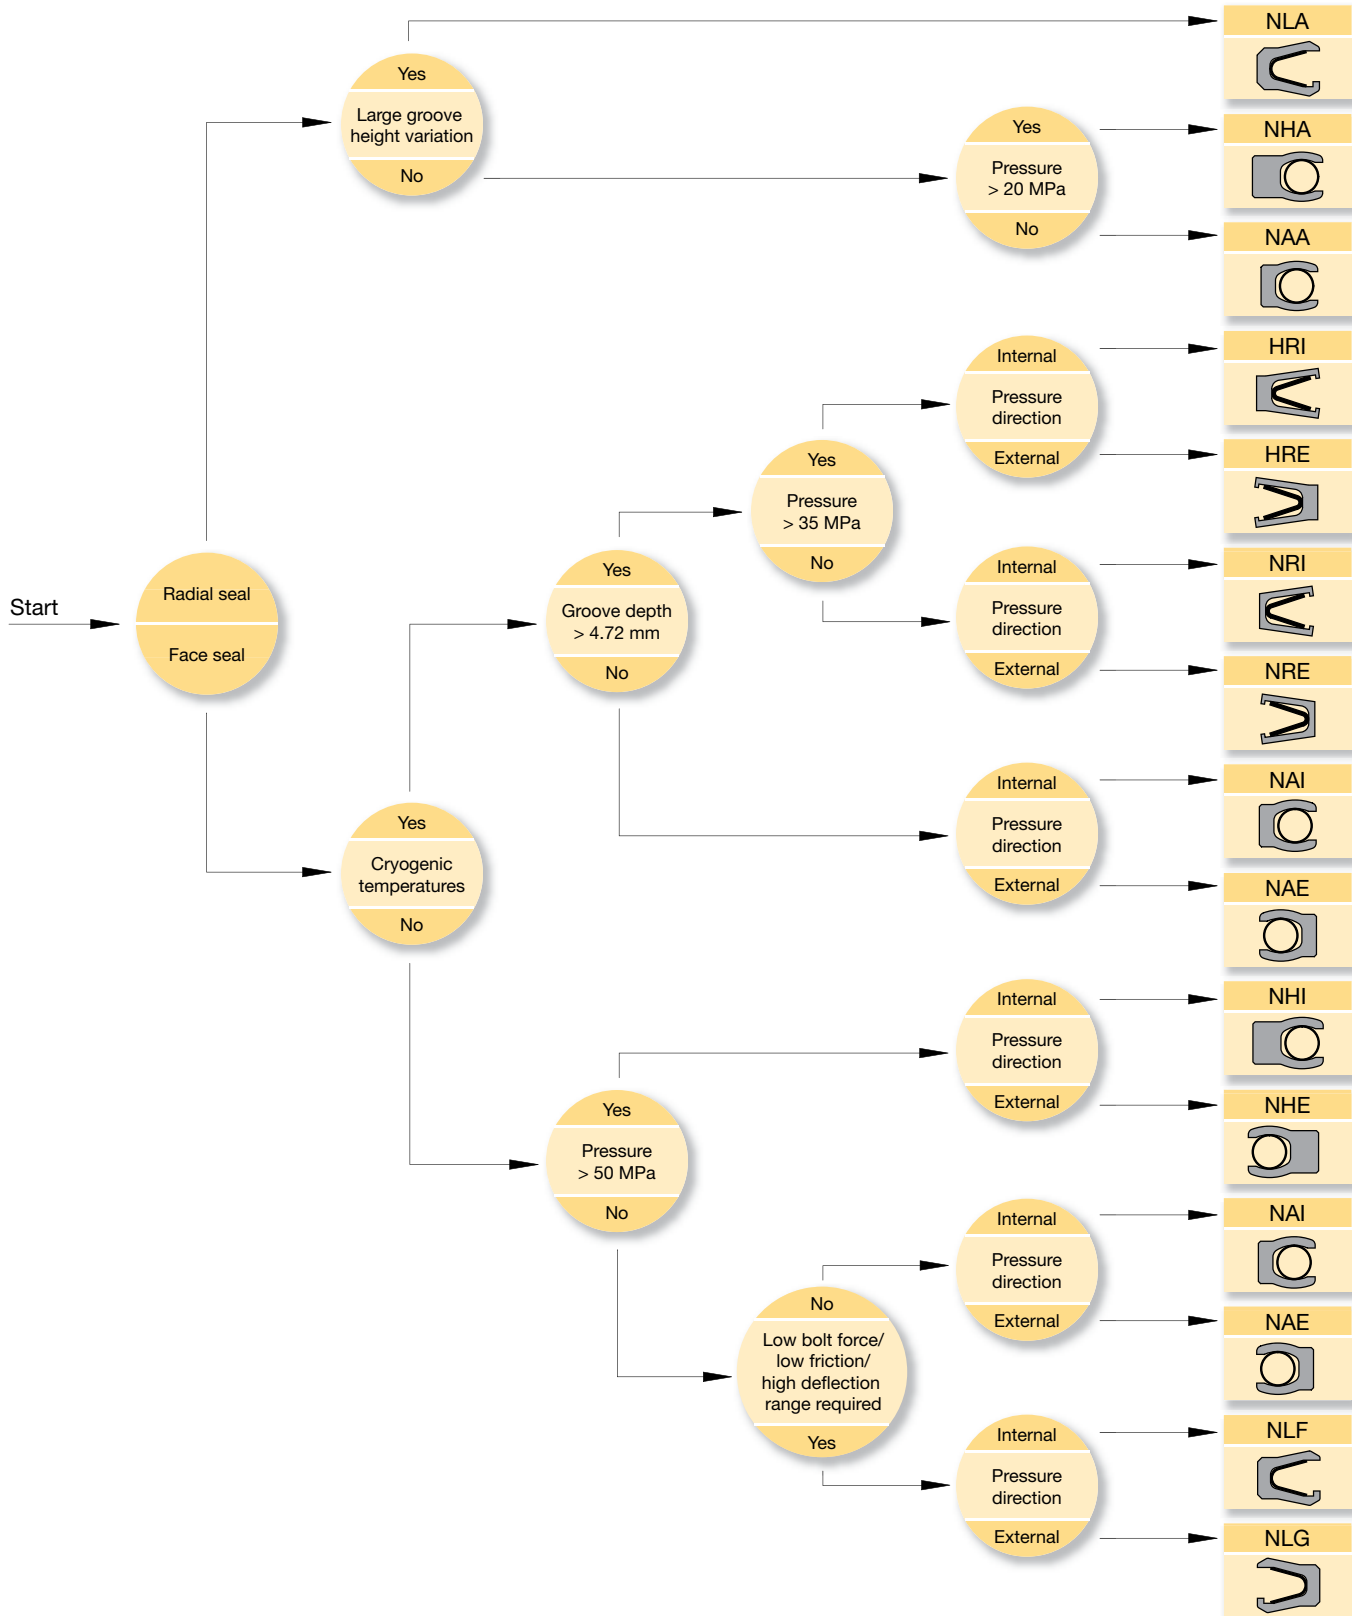 NLA
Yes
Large groove
height variation
No
Yes
Pressure
> 20 MPa
No
NHA
NAA
Internal
Pressure
direction
External
HRI
HRE
Yes
Pressure
> 35 MPa
No
Internal
Pressure
direction
External
NRI
NRE
Start
Radial seal
Face seal
Yes
Groove depth
> 4.72 mm
No
Internal
Pressure
direction
External
NAI
NAE
Yes
Cryogenic
temperatures
No
Internal
Pressure
direction
External
NHI
NHE
Yes
Pressure
> 50 MPa
No
Internal
Pressure
direction
External
NAI
NAE
No
Low bolt force/
low friction/
high deflection
range required
Yes
Internal
Pressure
direction
External
NLF
NLG